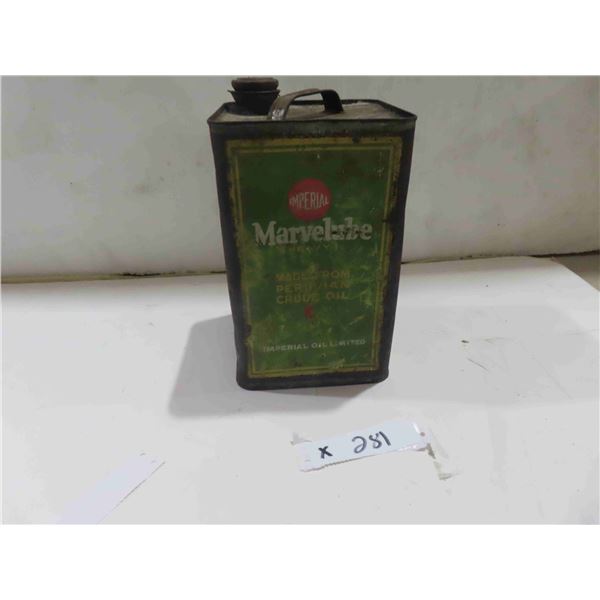 IMPERIAL
Marvelube
MADE FROM
PERUVIAN
CRUDE OIL
IMPERIAL OIL LIMITED
x 281